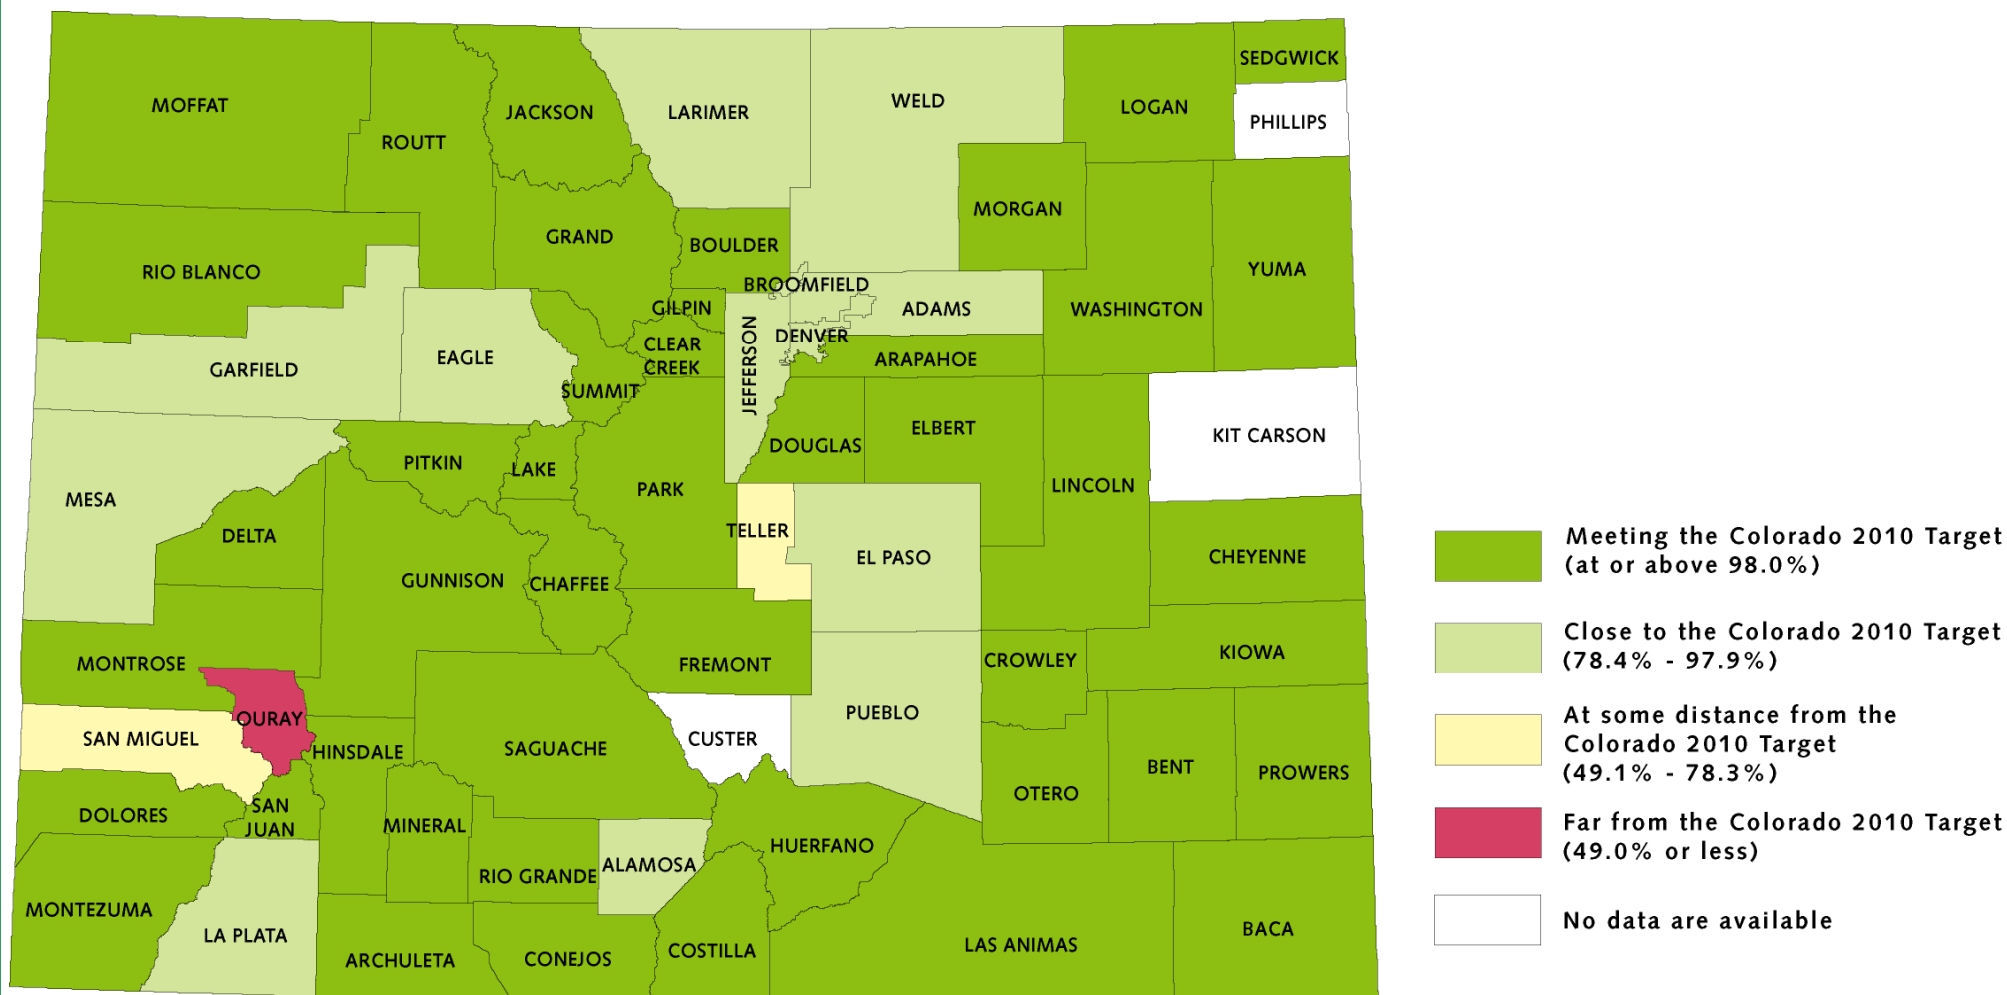 SEDGWICK
MOFFAT
JACKSON
LARIMER
WELD
LOGAN
PHILLIPS
ROUTT
MORGAN
GRAND
BOULDER
RIO BLANCO
YUMA
BROOMFIELD
GILPIN
ADAMS
WASHINGTON
DENVER
CLEAR
CREEK
JEFFERSON
EAGLE
GARFIELD
ARAPAHOE
SUMMIT
ELBERT
KIT CARSON
DOUGLAS
PITKIN
LAKE
PARK
LINCOLN
MESA
TELLER
DELTA
EL PASO
CHEYENNE
GUNNISON
CHAFFEE
MONTROSE
FREMONT
CROWLEY
KIOWA
OURAY
PUEBLO
SAN MIGUEL
HINSDALE
SAGUACHE
CUSTER
BENT
PROWERS
OTERO
DOLORES
SAN
JUAN
MINERAL
HUERFANO
ALAMOSA
RIO GRANDE
MONTEZUMA
LA PLATA
ARCHULETA
CONEJOS
COSTILLA
LAS ANIMAS
BACA
Meeting the Colorado 2010 Target
(at or above 98.0%)
Close to the Colorado 2010 Target
(78.4% - 97.9%)
At some distance from the
Colorado 2010 Target
(49.1% - 78.3%)
Far from the Colorado 2010 Target
(49.0% or less)
No data are available